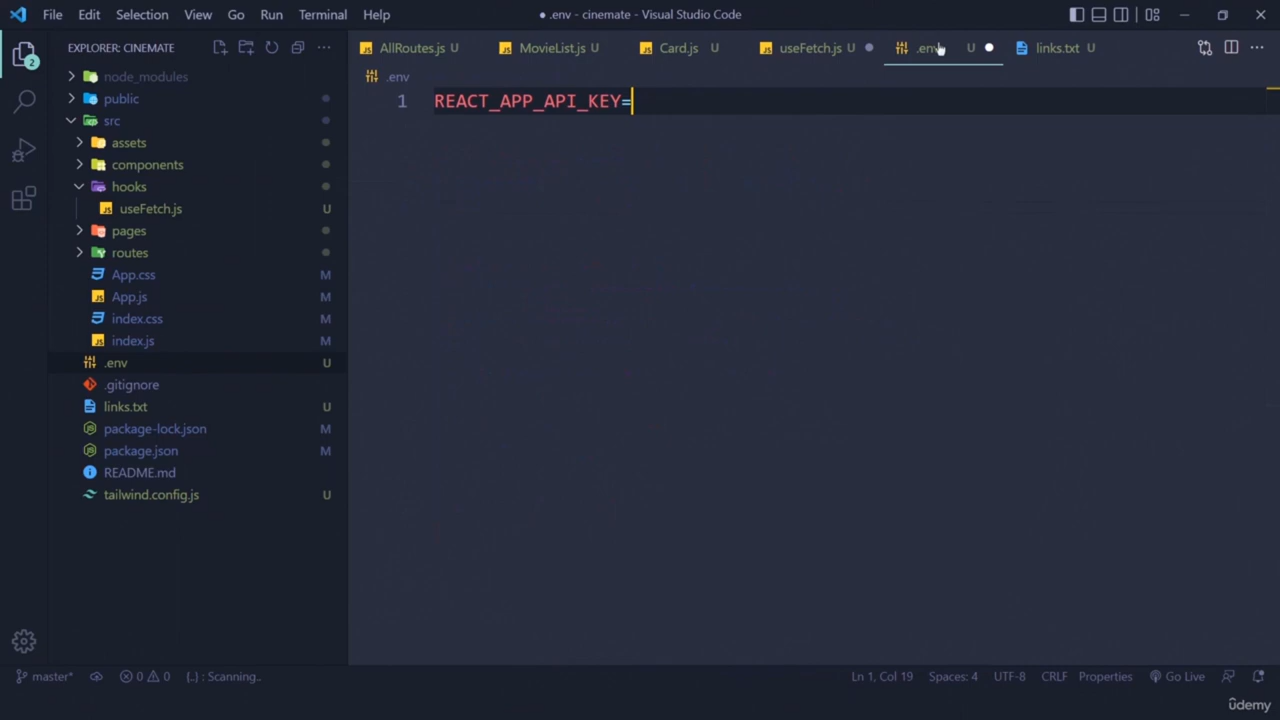 File Edit Selection View Go Run Terminal Help
● .env - cinemate - Visual Studio Code
EXPLORER: CINEMATE
AllRoutes.js U
MovieList.js U
Card.js U
useFetch.js U
.env U
links.txt U
2
node_modules
public
src
assets
components
hooks
useFetch.js U
pages
routes
App.css M
App.js M
index.css M
index.js M
.env U
.gitignore
links.txt U
package-lock.json M
package.json M
README.md
tailwind.config.js U
.env
1 REACT_APP_API_KEY=
master* 0 0 {..} : Scanning..
Ln 1, Col 19 Spaces: 4 UTF-8 CRLF Properties Go Live
ûdemy